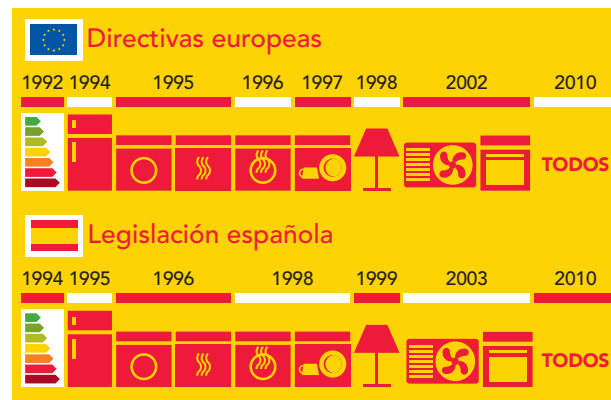 Directivas europeas
1992 1994 1995 1996 1997 1998 2002 2010
TODOS
Legislación española
1994 1995 1996 1998 1999 2003 2010
TODOS